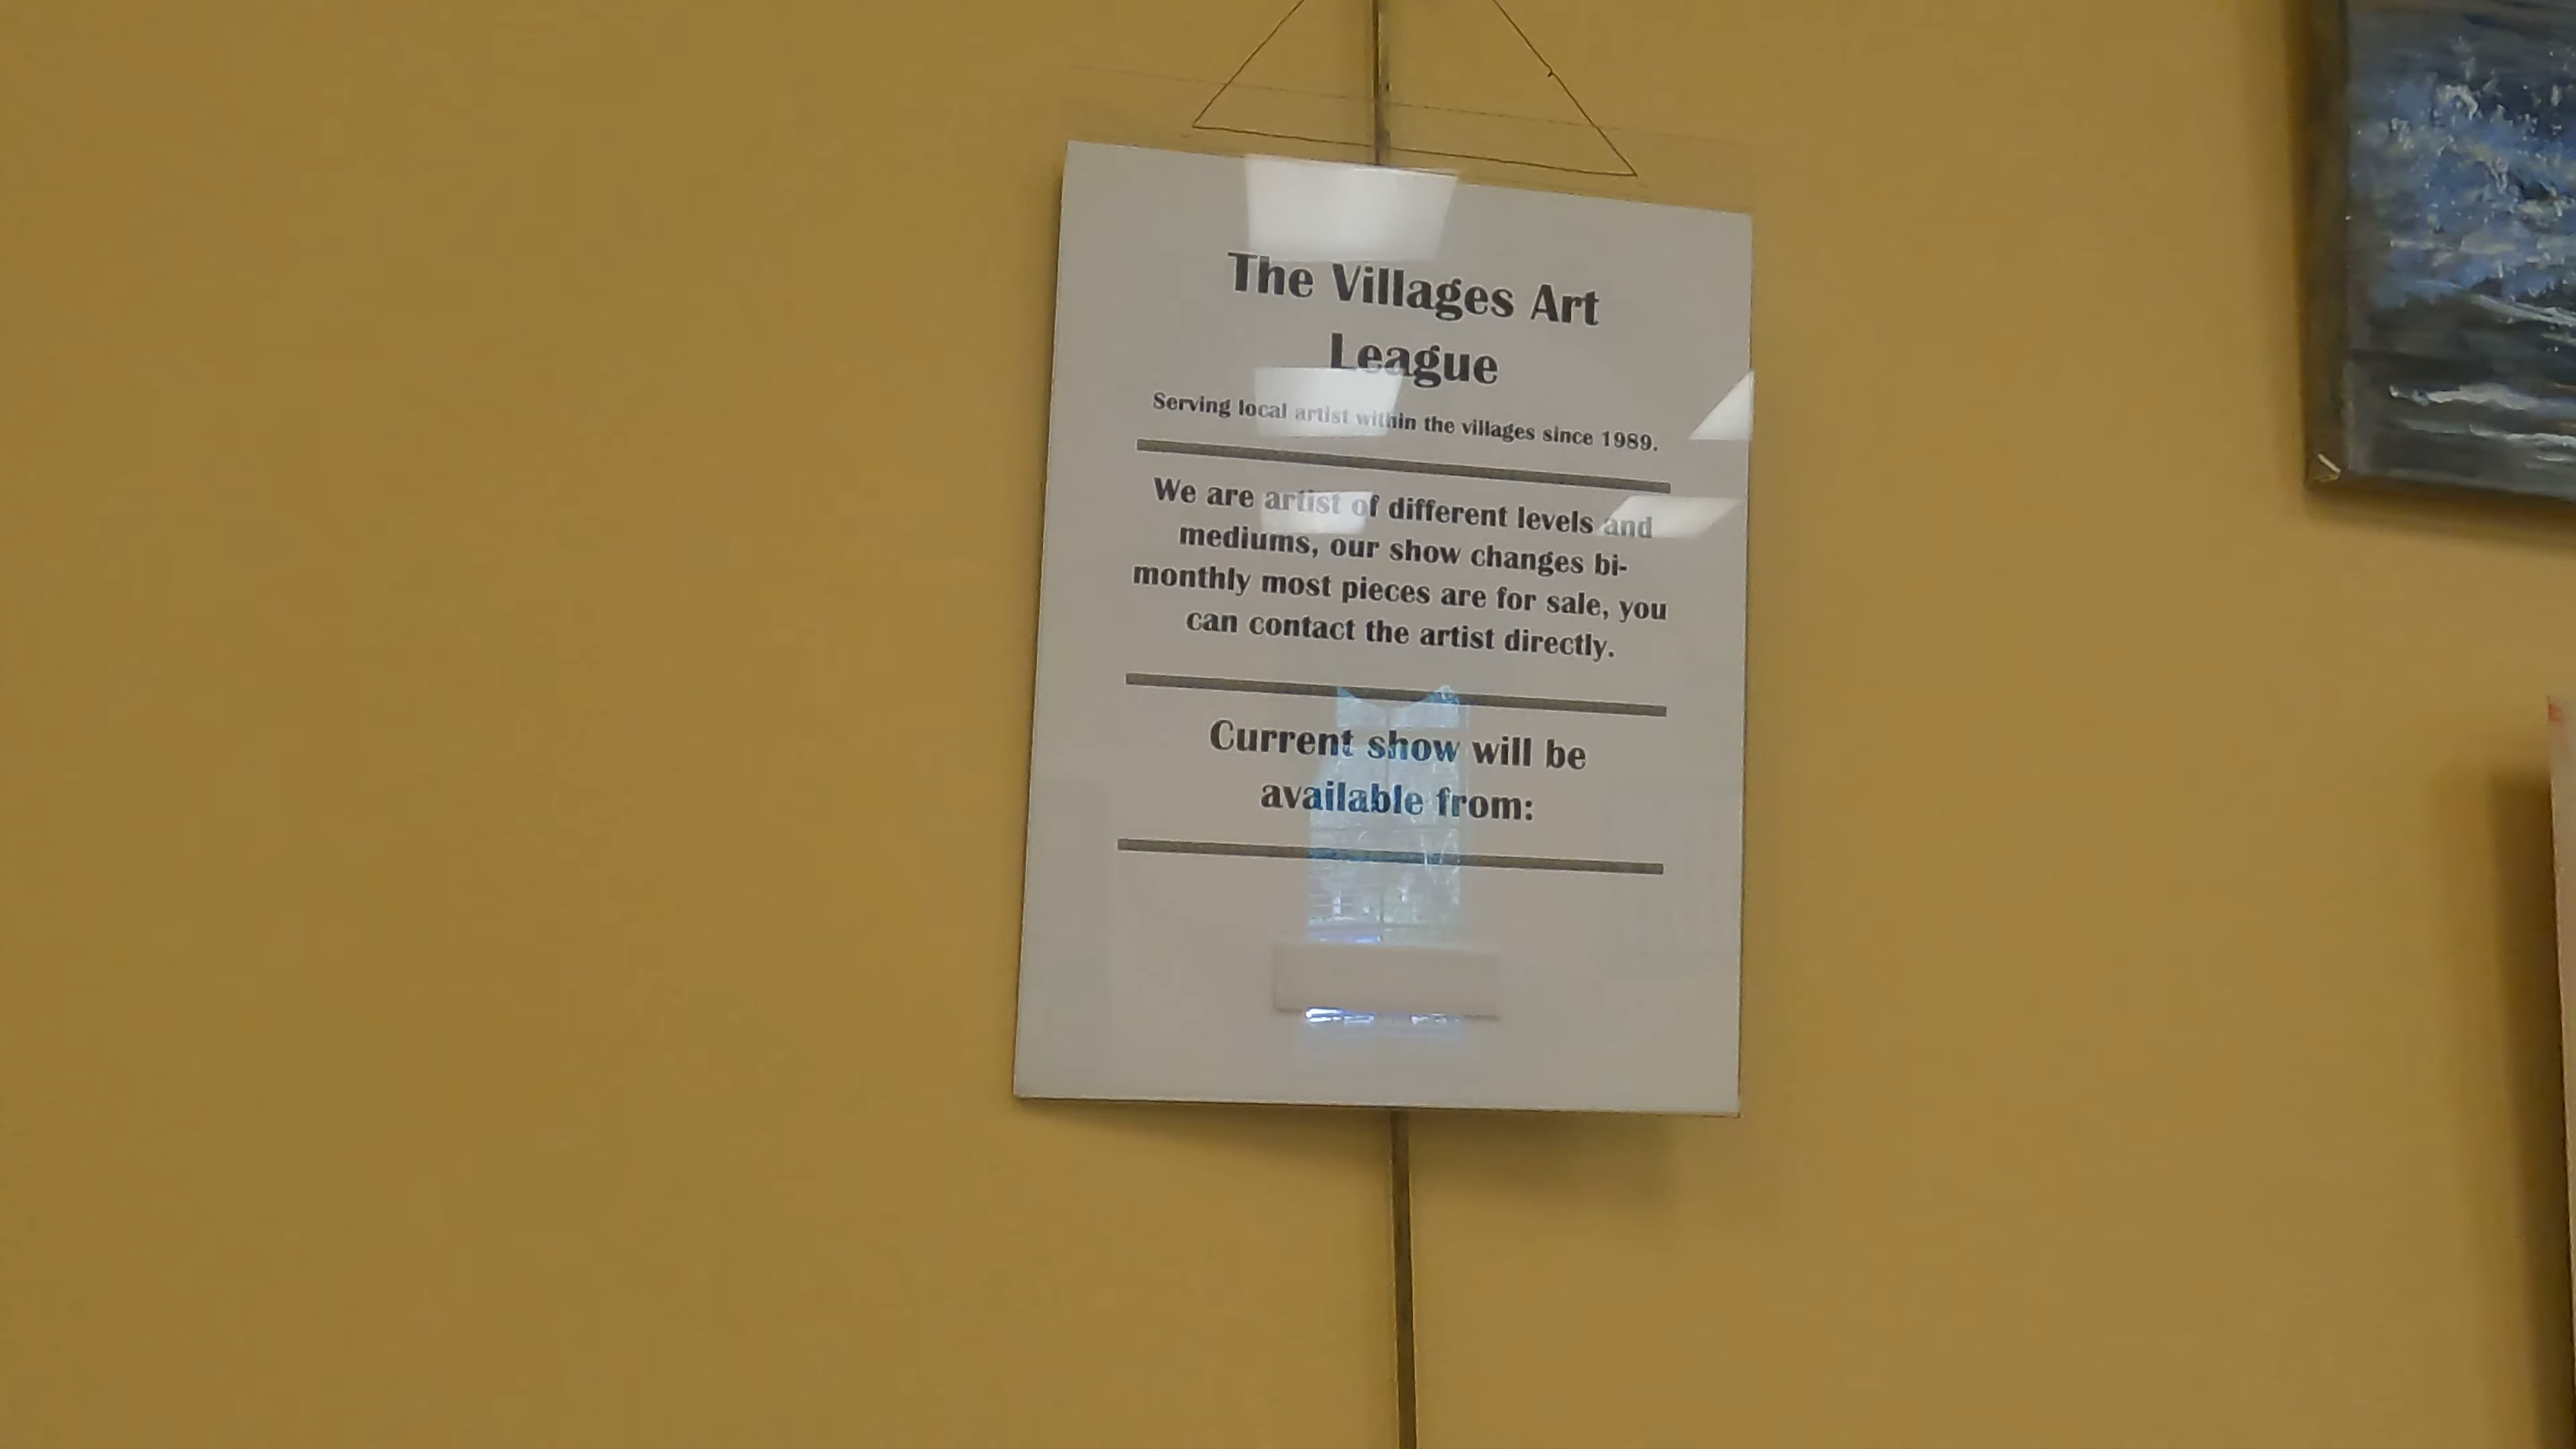 The Villages Art
League
Serving local artist within the villages since 1989.
We are artist of different levels and
mediums, our show changes bi-
monthly most pieces are for sale, you
can contact the artist directly.
Current show will be
available from: